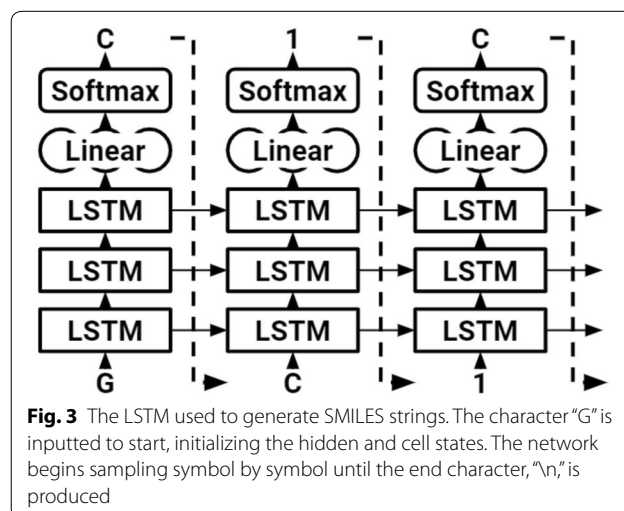 C 1 C
Softmax Softmax Softmax
Linear Linear Linear
LSTM LSTM LSTM
LSTM LSTM LSTM
LSTM LSTM LSTM
G C 1
Fig. 3 The LSTM used to generate SMILES strings. The character “G” is
inputted to start, initializing the hidden and cell states. The network
begins sampling symbol by symbol until the end character, “\n,” is
produced